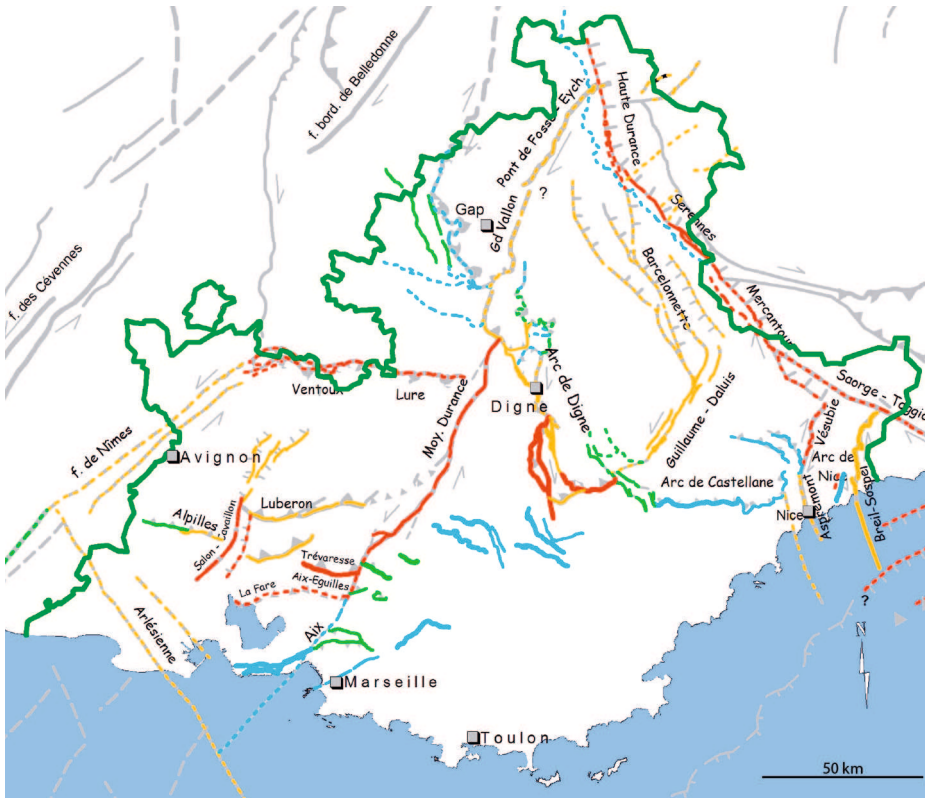 f. bord. de Belledonne
Pont de Fossé - Eych.
Haute Durance
?
Gap
Gd Vallon
Serennes
f. des Cévennes
Barcelonnette
Mercantour
Ventoux
Lure
Moy. Durance
Arc de Digne
Digne
Guillaume - Daluis
Saorge - Taggia
Vésubie
f. de Nîmes
Avignon
Arc de
Nice
Arc de Castellane
Luberon
Alpilles
Salon - Cavaillon
Nice
Aspremont
Breil-Sospel
Trévaresse
Aix-Eguilles
La Fare
?
Arlésienne
Aix
N
Marseille
Toulon
50 km